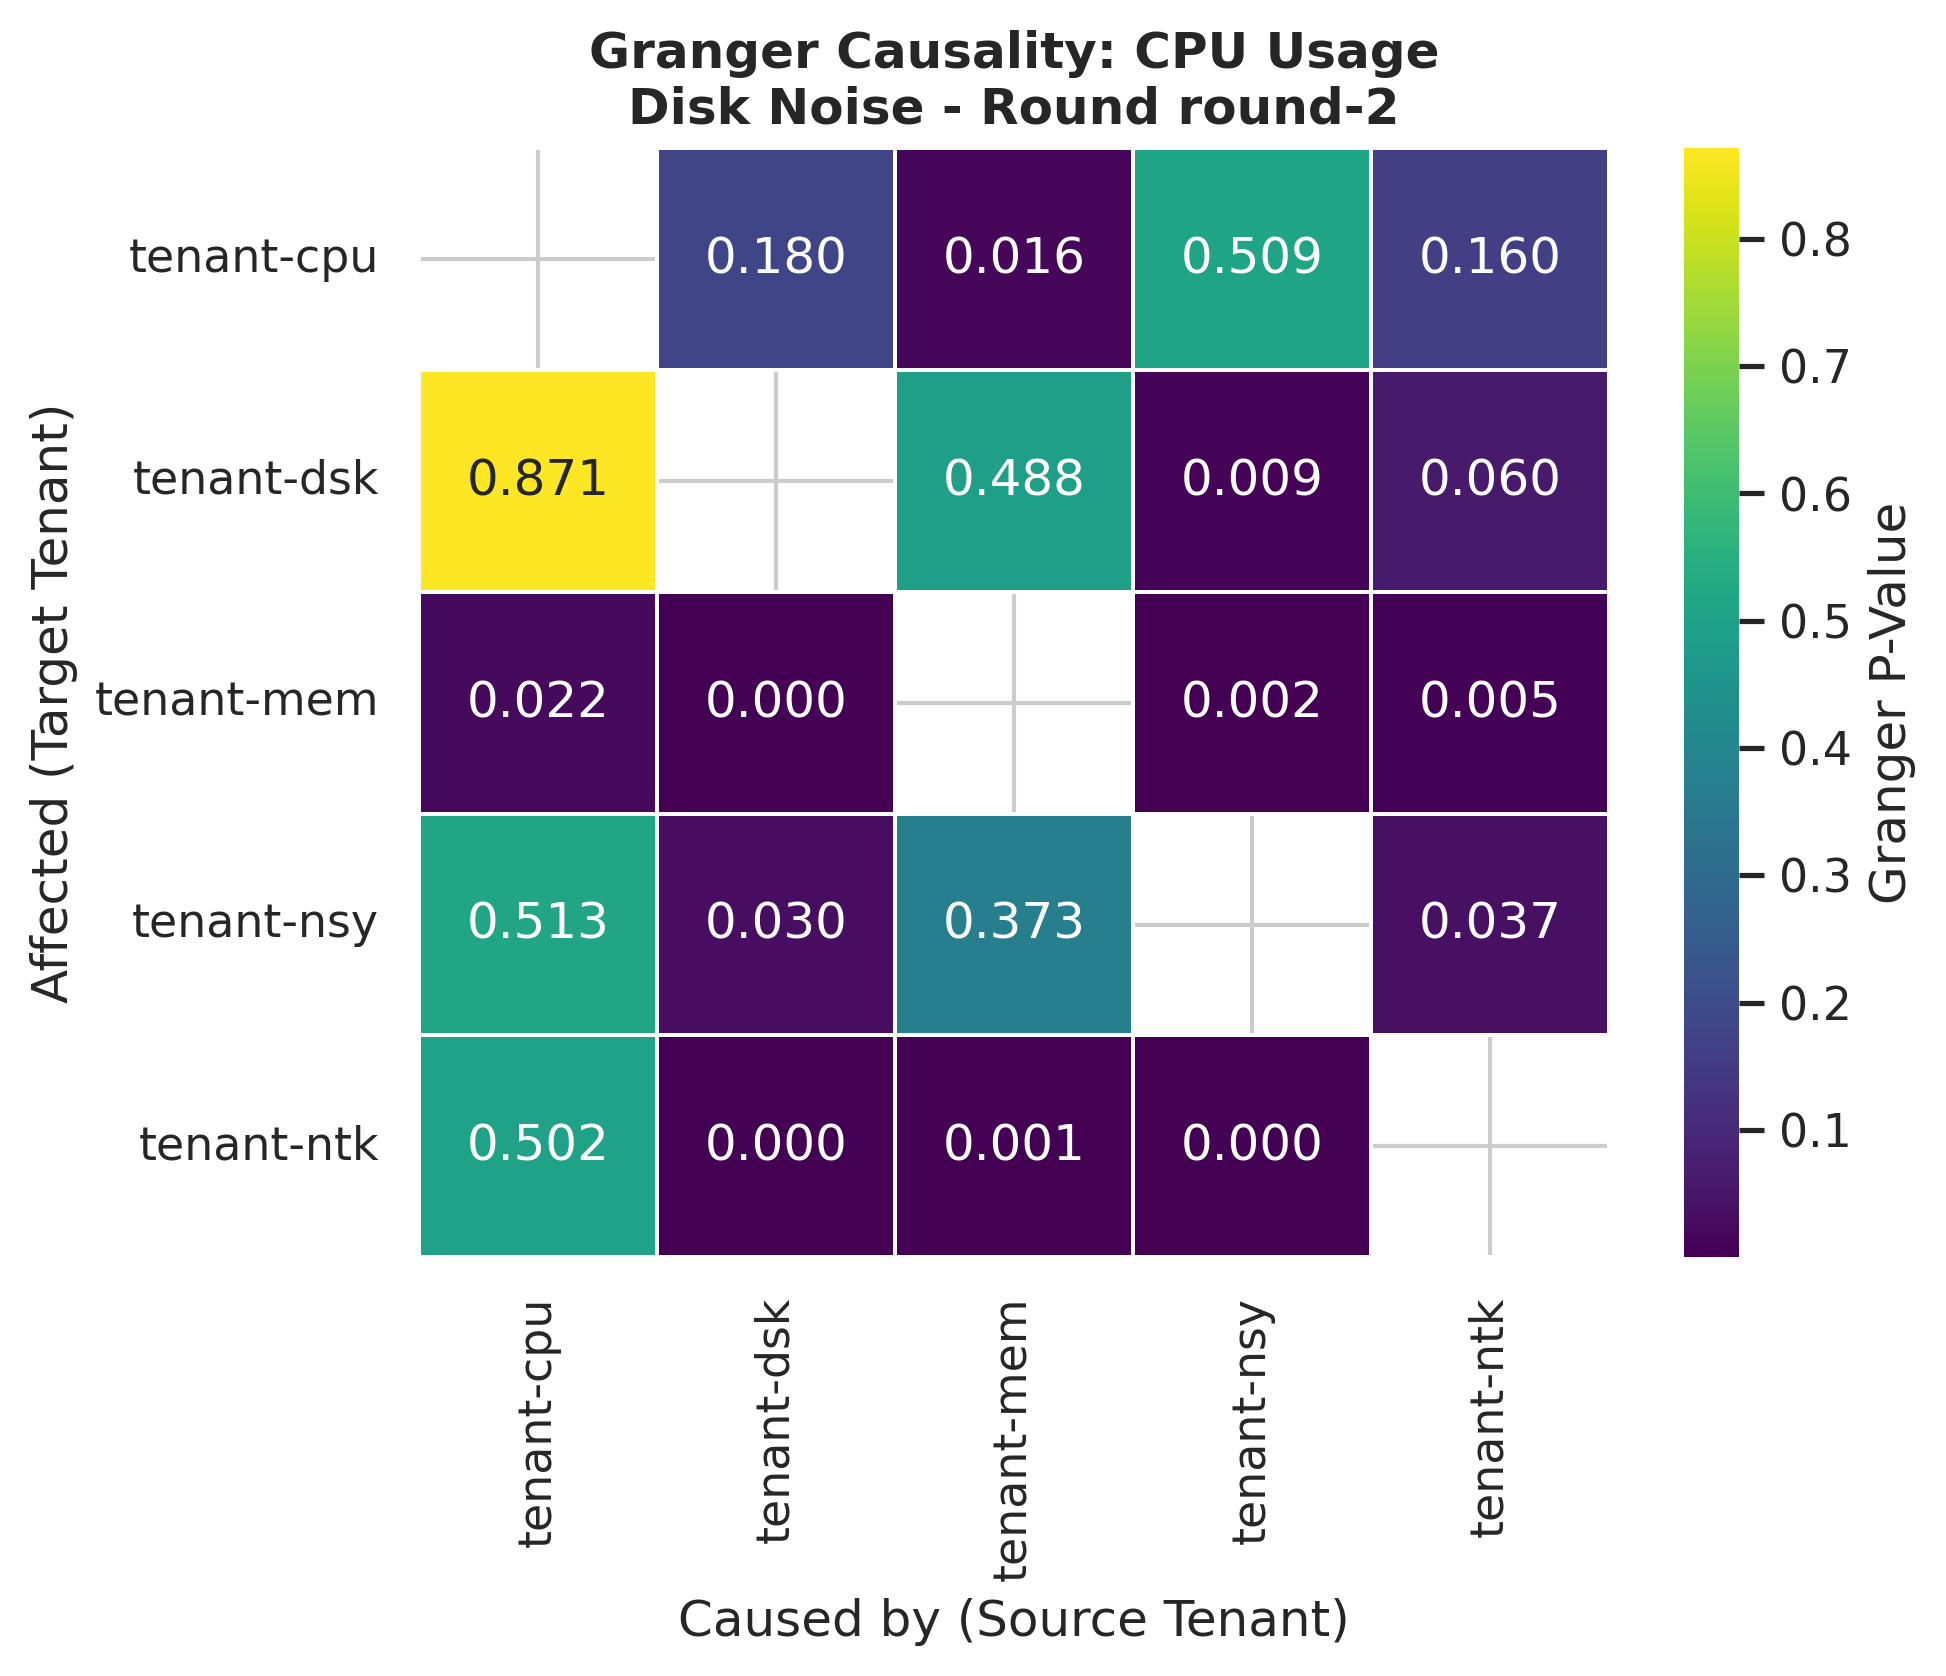 Granger Causality: CPU Usage
Disk Noise - Round round-2
Affected (Target Tenant)
tenant-cpu 0.180 0.016 0.509 0.160
tenant-dsk 0.871 0.488 0.009 0.060
tenant-mem 0.022 0.000 0.002 0.005
tenant-nsy 0.513 0.030 0.373 0.037
tenant-ntk 0.502 0.000 0.001 0.000
tenant-cpu
tenant-dsk
tenant-mem
tenant-nsy
tenant-ntk
Caused by (Source Tenant)
0.8
0.7
0.6
0.5
0.4
0.3
0.2
0.1
Granger P-Value